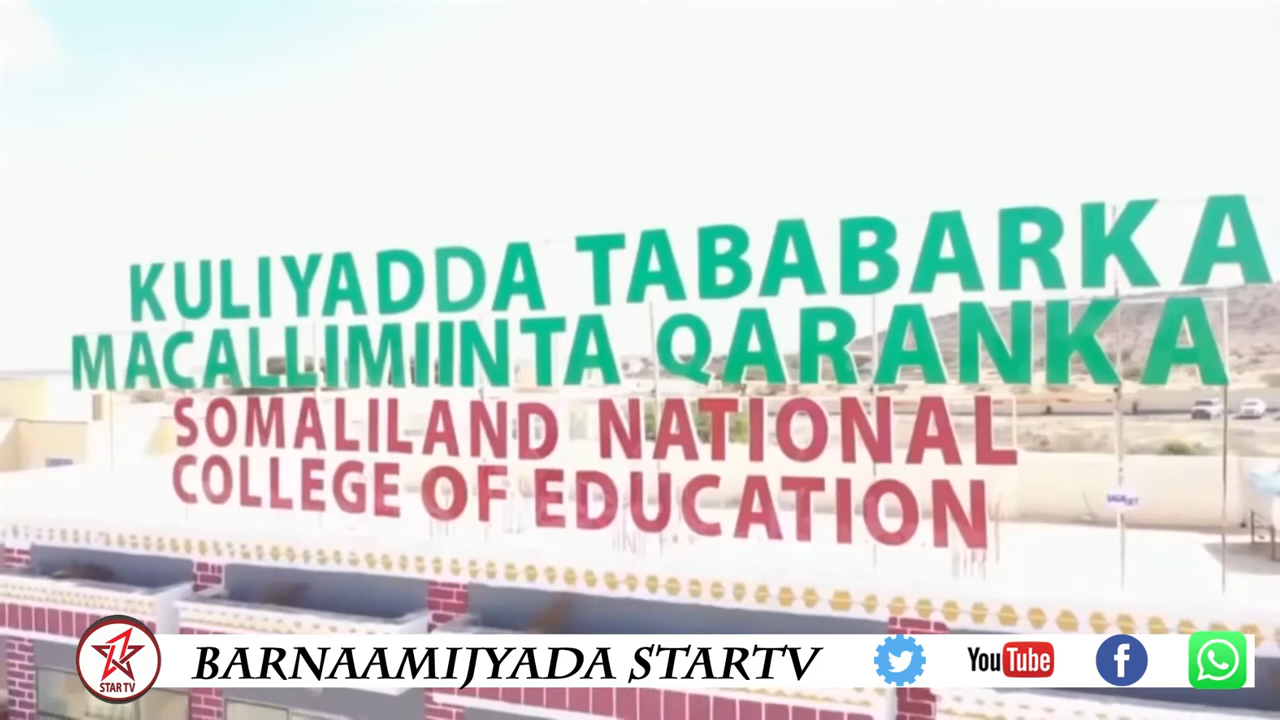 KULIYADDA TABABARKA
MACALLIMIINTA QARANKA
SOMALILAND NATIONAL
COLLEGE OF EDUCATION
STAR TV
BARNAAMIJYADA STARTV
YouTube